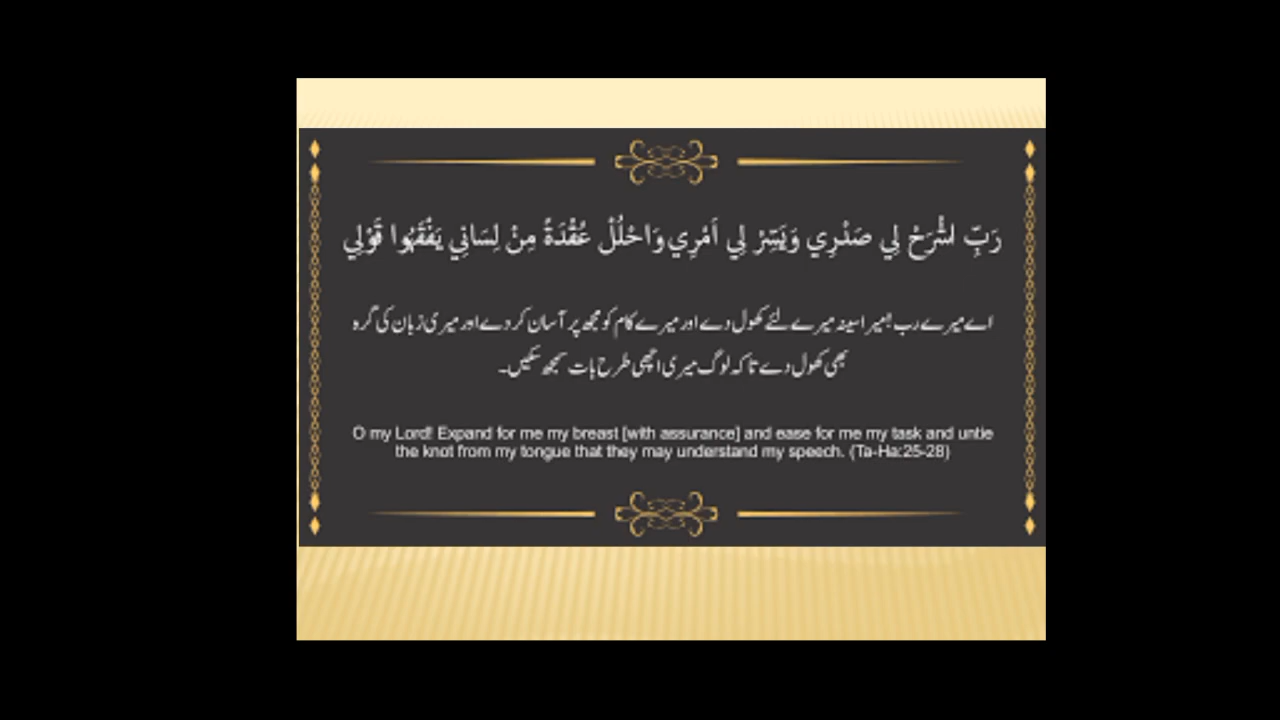 رَبِّ اشْرَحْ لِي صَدْرِي وَيَسِّرْ لِي أَمْرِي وَاحْلُلْ عُقْدَةً مِنْ لِسَانِي يَفْقَهُوا قَوْلِي
اے میرے رب !میرا سینہ میرے لئے کھول دے اور میرے کام کو مجھ پر آسان کر دے اور میری زبان کی گرہ
بھی کھول دے تاکہ لوگ میری اچھی طرح بات سمجھ سکیں۔
O my Lord! Expand for me my breast [with assurance] and ease for me my task and untie
the knot from my tongue that they may understand my speech. (Ta-Ha:25-28)